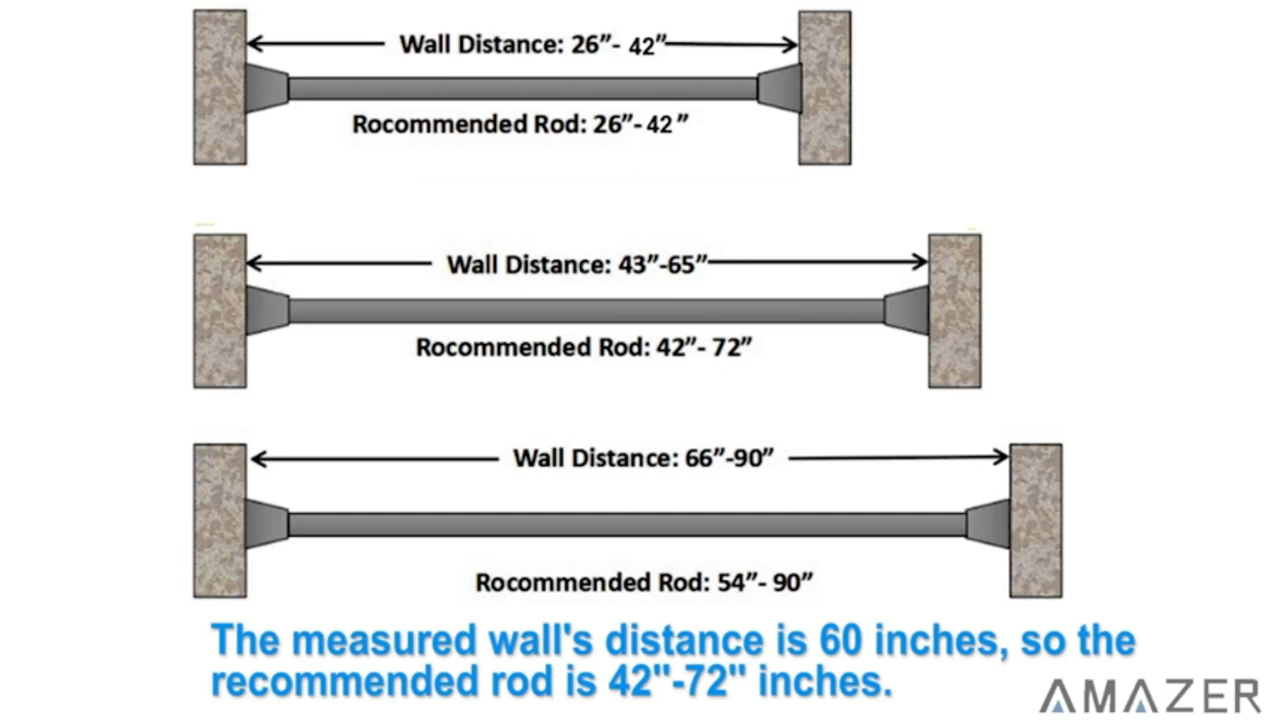 Wall Distance: 26”- 42”
Rocommended Rod: 26”- 42 ”
Wall Distance: 43”-65”
Rocommended Rod: 42”- 72”
Wall Distance: 66”-90”
Rocommended Rod: 54”- 90”
The measured wall's distance is 60 inches, so the
recommended rod is 42"-72" inches.
AMAZER